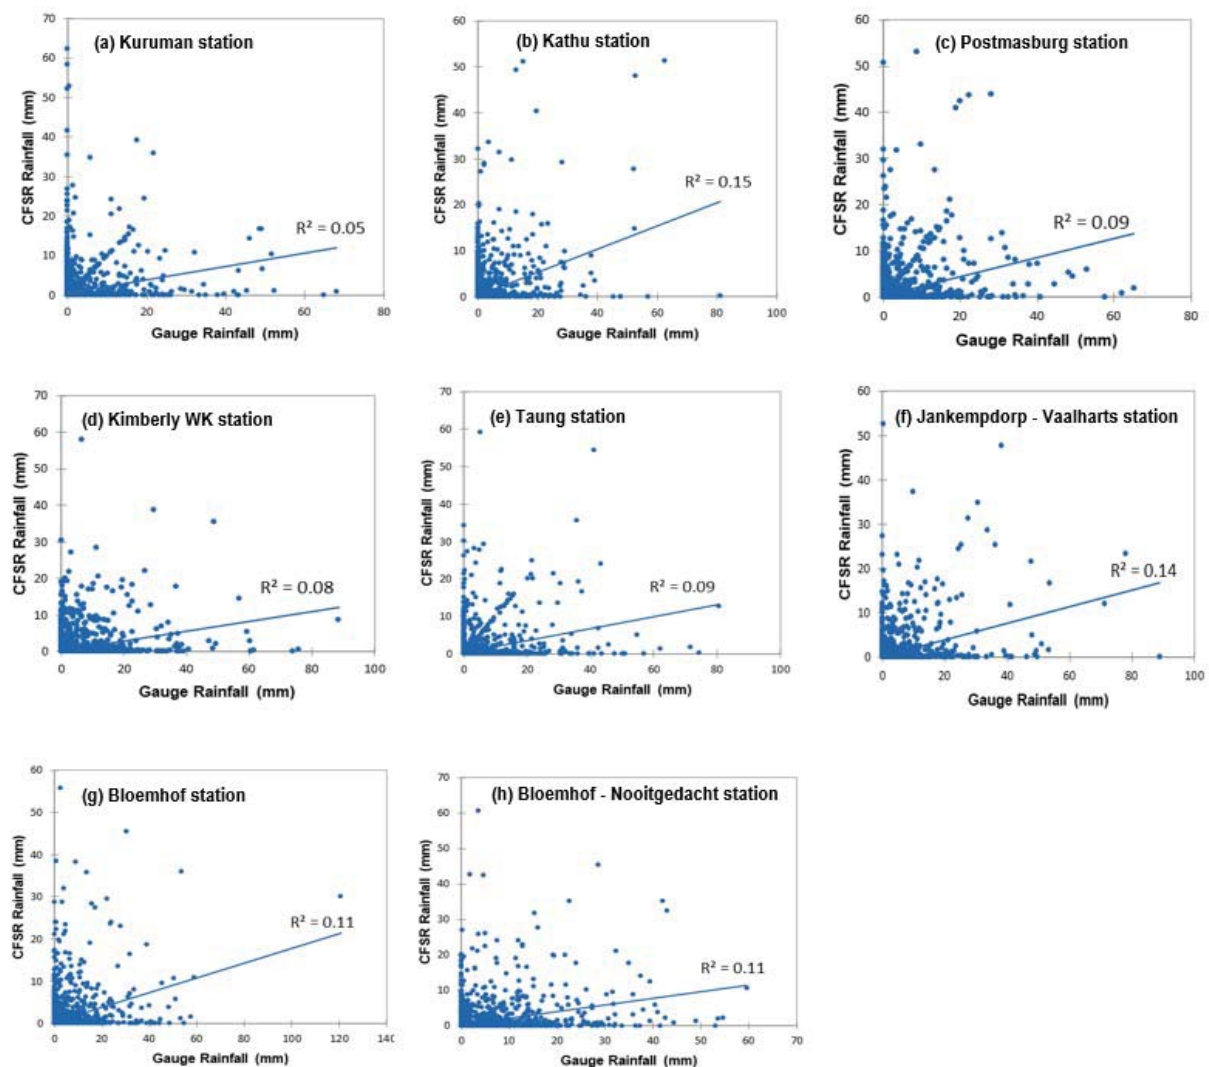 (a) Kuruman station
CFSR Rainfall (mm)
70
60
50
40
30
20
10
0
R² = 0.05
0 20 40 60 80
Gauge Rainfall (mm)
(b) Kathu station
CFSR Rainfall (mm)
60
50
40
30
20
10
0
R² = 0.15
0 20 40 60 80 100
Gauge Rainfall (mm)
(c) Postmasburg station
CFSR Rainfall (mm)
60
50
40
30
20
10
0
R² = 0.09
0 20 40 60 80
Gauge Rainfall (mm)
(d) Kimberly WK station
CFSR Rainfall (mm)
70
60
50
40
30
20
10
0
R² = 0.08
0 20 40 60 80 100
Gauge Rainfall (mm)
(e) Taung station
CFSR Rainfall (mm)
70
60
50
40
30
20
10
0
R² = 0.09
0 20 40 60 80 100
Gauge Rainfall (mm)
(f) Jankempdorp - Vaalharts station
CFSR Rainfall (mm)
60
50
40
30
20
10
0
R² = 0.14
0 20 40 60 80 100
Gauge Rainfall (mm)
(g) Bloemhof station
CFSR Rainfall (mm)
60
50
40
30
20
10
0
R² = 0.11
0 20 40 60 80 100 120 140
Gauge Rainfall (mm)
(h) Bloemhof - Nooitgedacht station
CFSR Rainfall (mm)
70
60
50
40
30
20
10
0
R² = 0.11
0 10 20 30 40 50 60 70
Gauge Rainfall (mm)